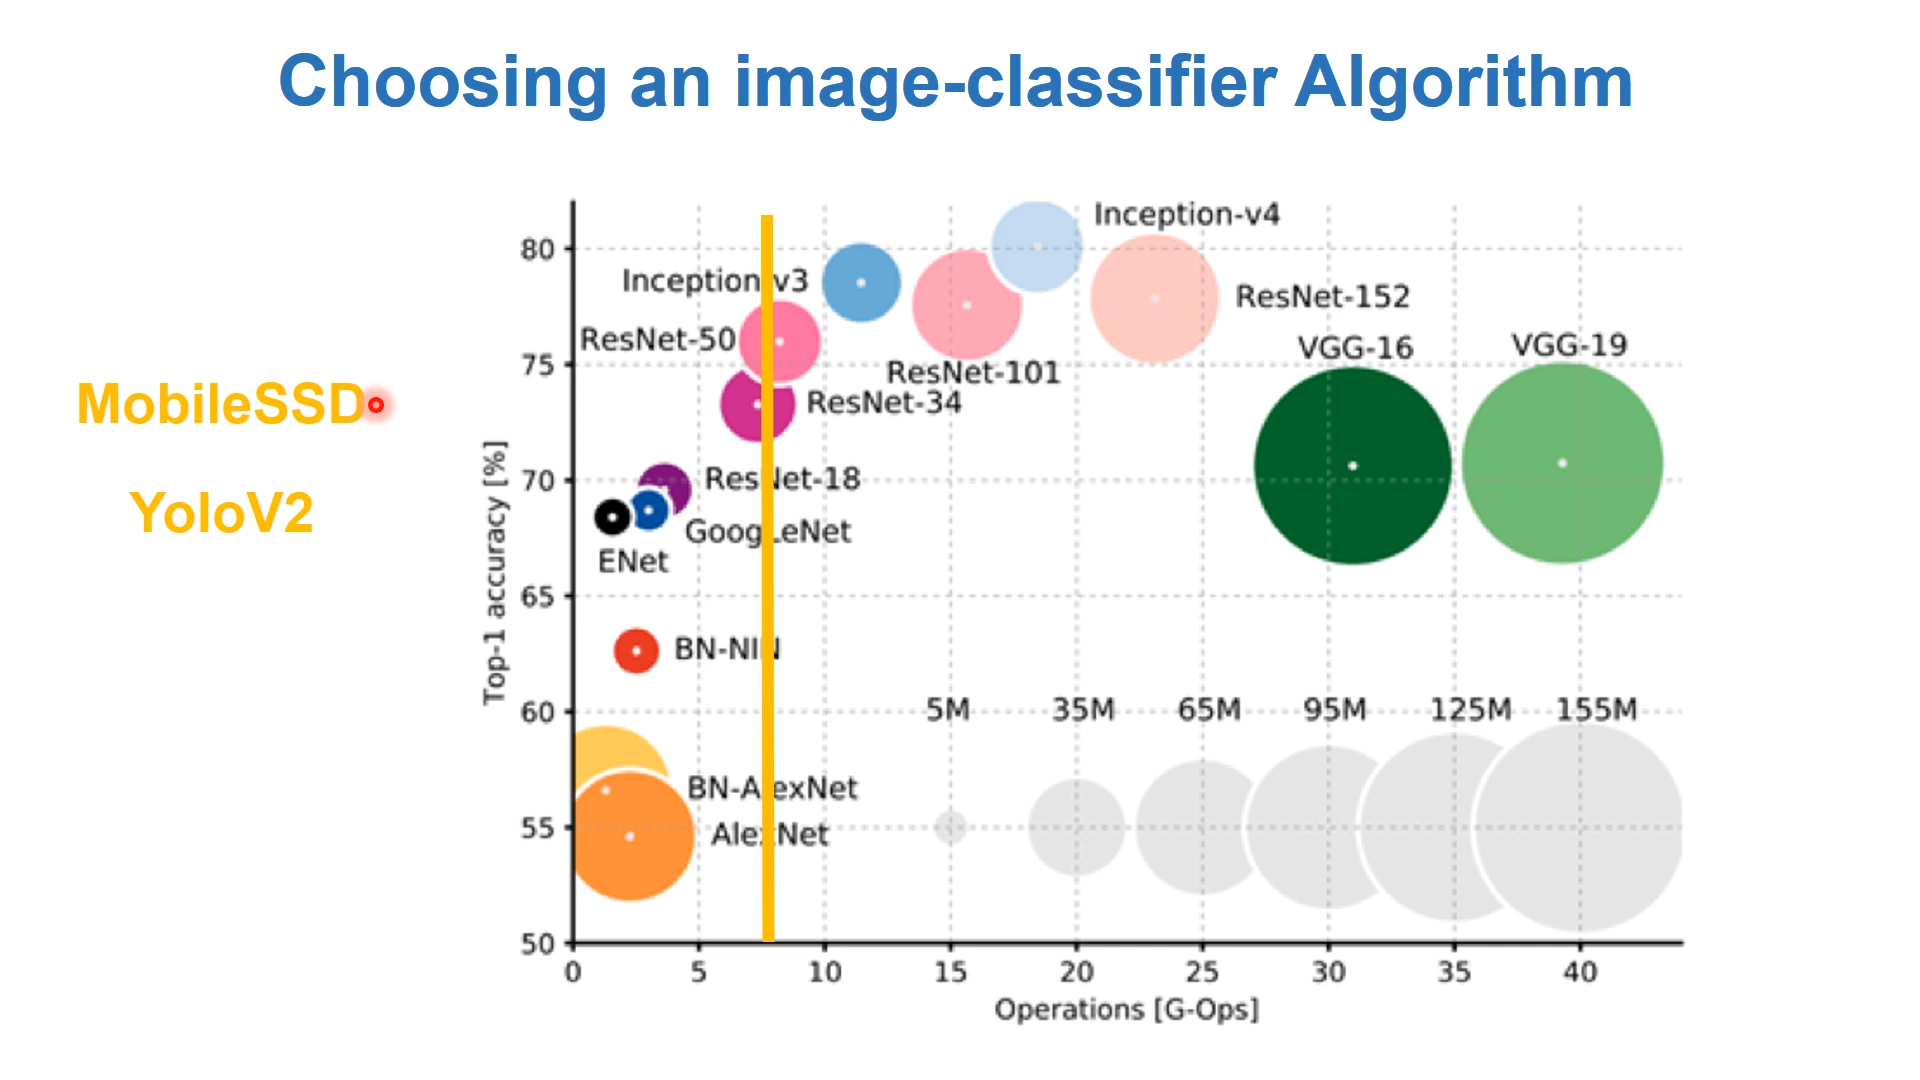 Choosing an image-classifier Algorithm
MobileSSD
YoloV2
Top-1 accuracy [%]
80
75
70
65
60
55
50
Inception-v4
Inception-v3
ResNet-152
ResNet-50
VGG-16
VGG-19
ResNet-101
ResNet-34
ResNet-18
GoogLeNet
ENet
BN-NIN
5M 35M 65M 95M 125M 155M
BN-AlexNet
AlexNet
0 5 10 15 20 25 30 35 40
Operations [G-Ops]